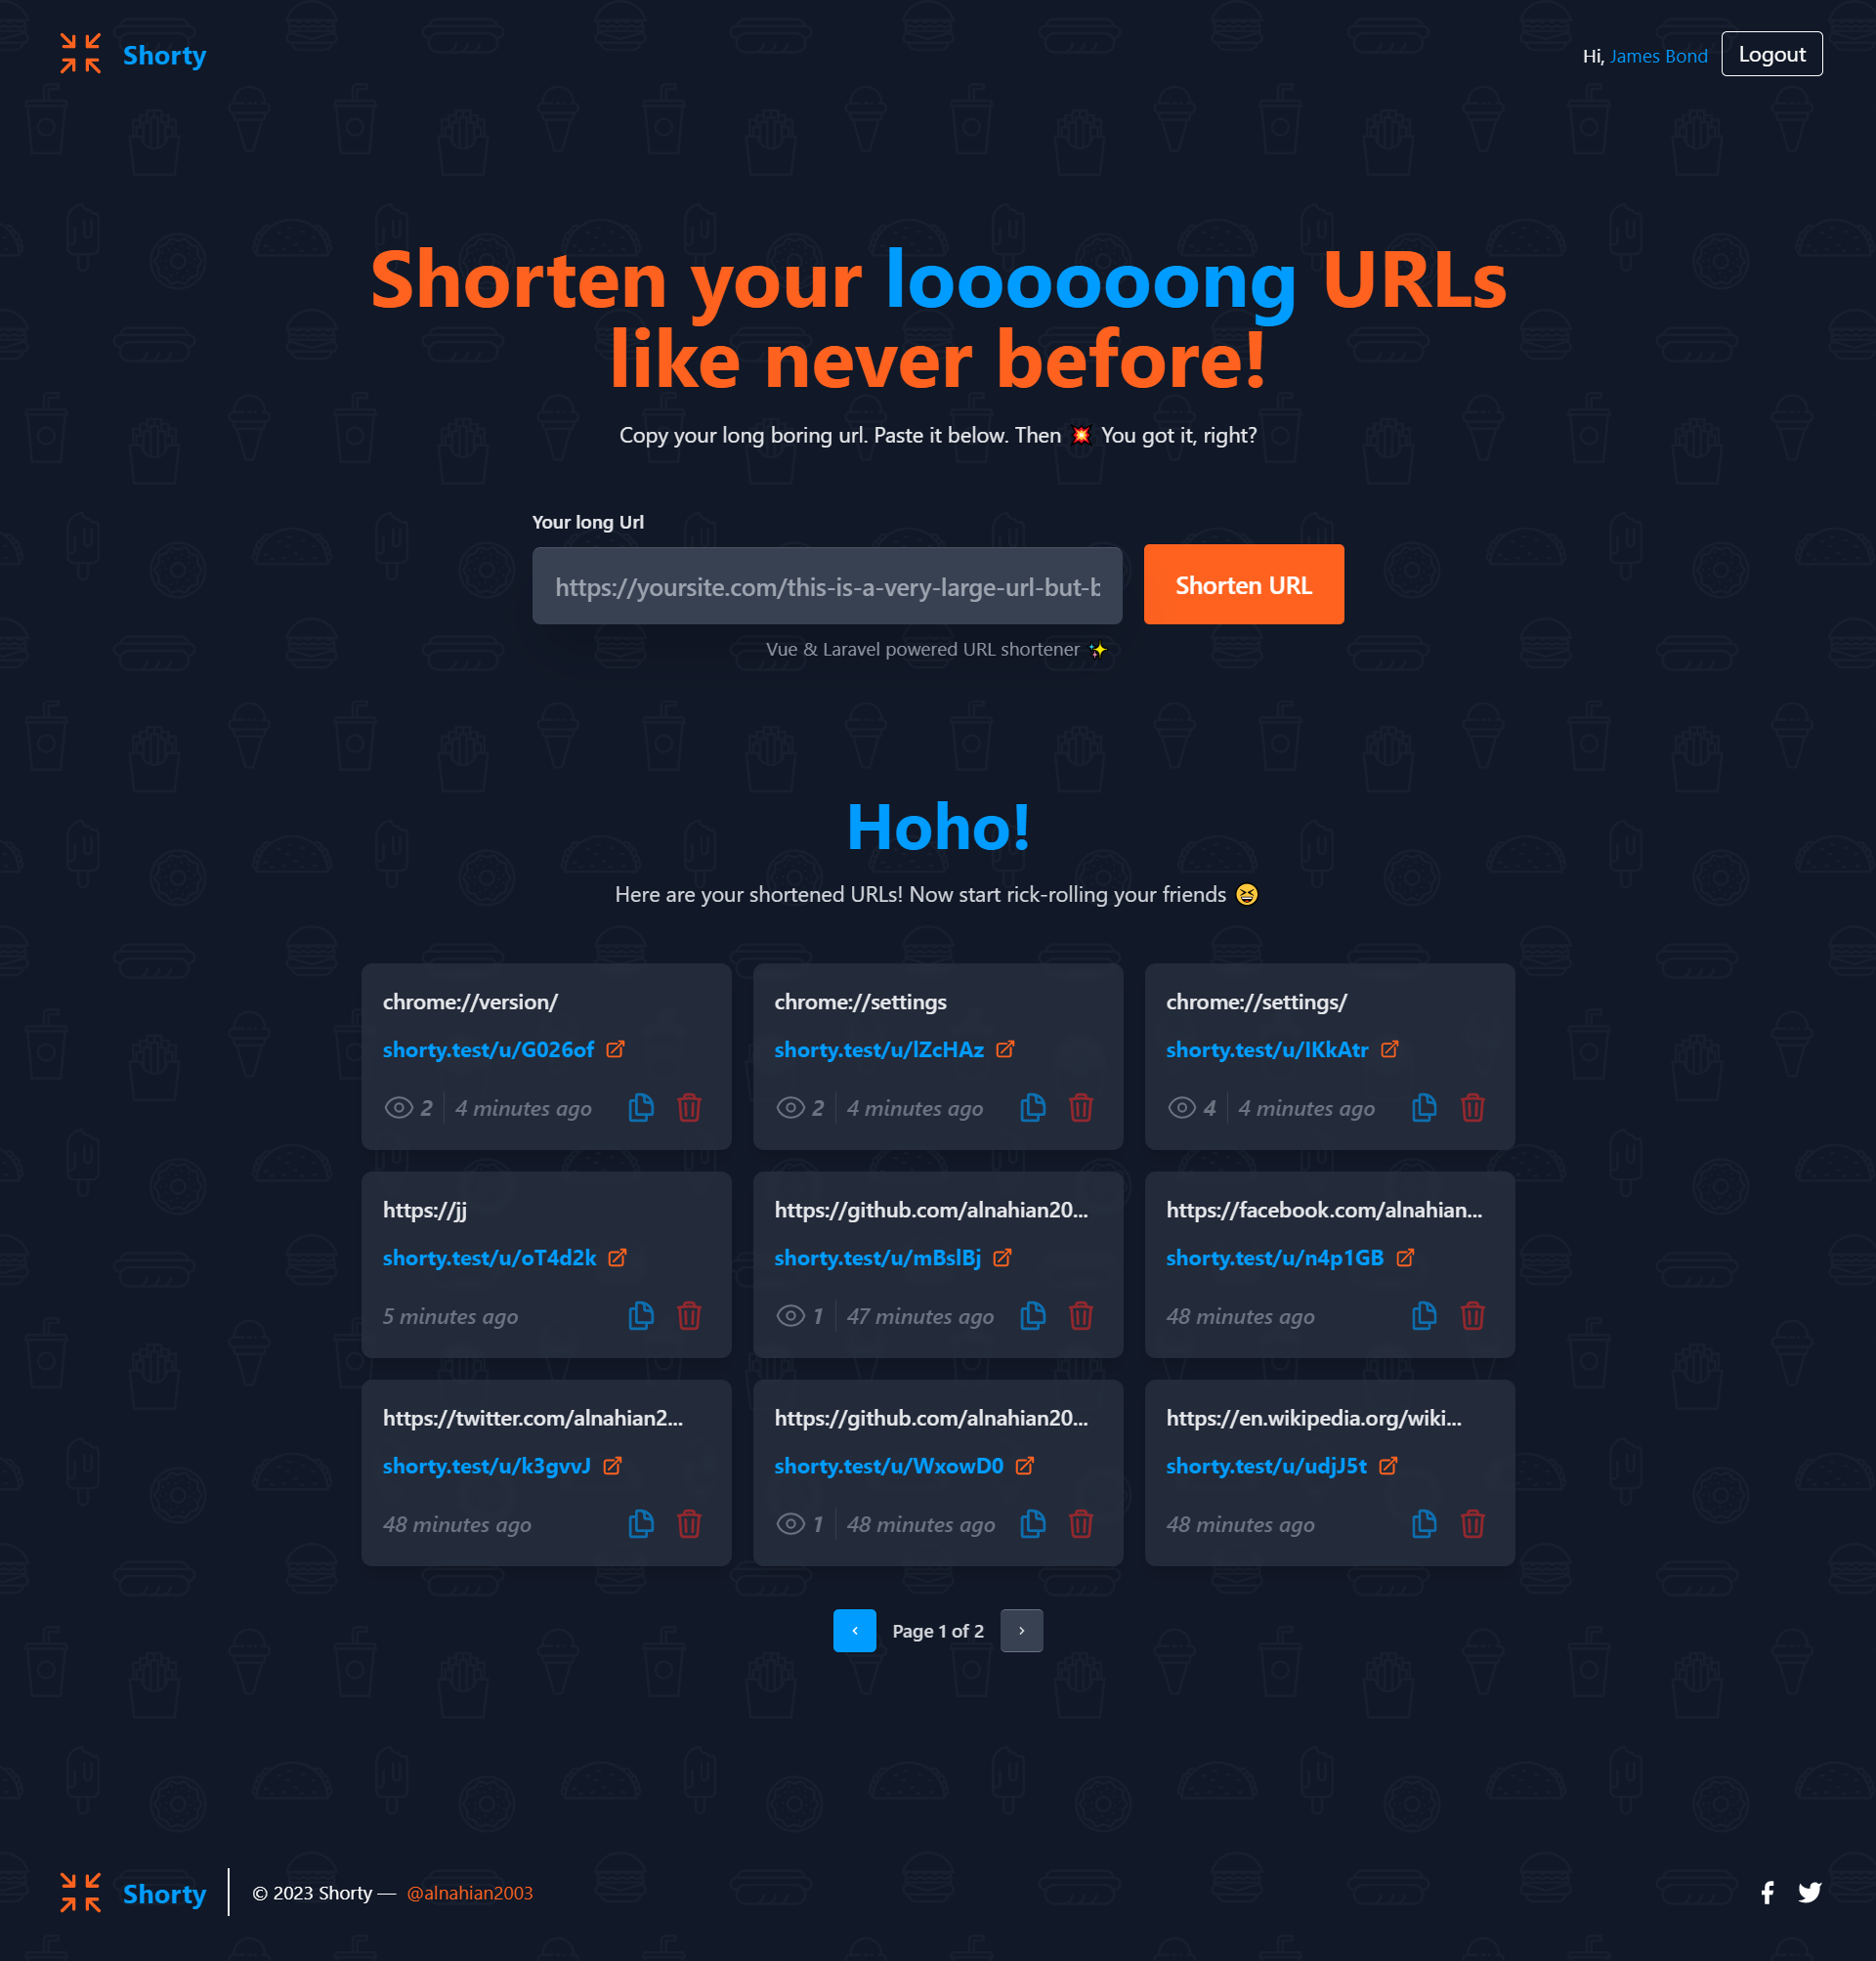 Shorty
Hi, James Bond
Logout
Shorten your looooooong URLs
like never before!
Copy your long boring url. Paste it below. Then 💥 You got it, right?
Your long Url
https://yoursite.com/this-is-a-very-large-url-but-b
Shorten URL
Vue & Laravel powered URL shortener ✨
Hoho!
Here are your shortened URLs! Now start rick-rolling your friends 😆
chrome://version/
shorty.test/u/G026of
2 4 minutes ago
chrome://settings
shorty.test/u/lZcHAz
2 4 minutes ago
chrome://settings/
shorty.test/u/IKkAtr
4 4 minutes ago
https://jj
shorty.test/u/oT4d2k
5 minutes ago
https://github.com/alnahian20...
shorty.test/u/mBslBj
1 47 minutes ago
https://facebook.com/alnahian...
shorty.test/u/n4p1GB
48 minutes ago
https://twitter.com/alnahian2...
shorty.test/u/k3gvvJ
48 minutes ago
https://github.com/alnahian20...
shorty.test/u/WxowD0
1 48 minutes ago
https://en.wikipedia.org/wiki...
shorty.test/u/udjJ5t
48 minutes ago
Page 1 of 2
Shorty
© 2023 Shorty — @alnahian2003